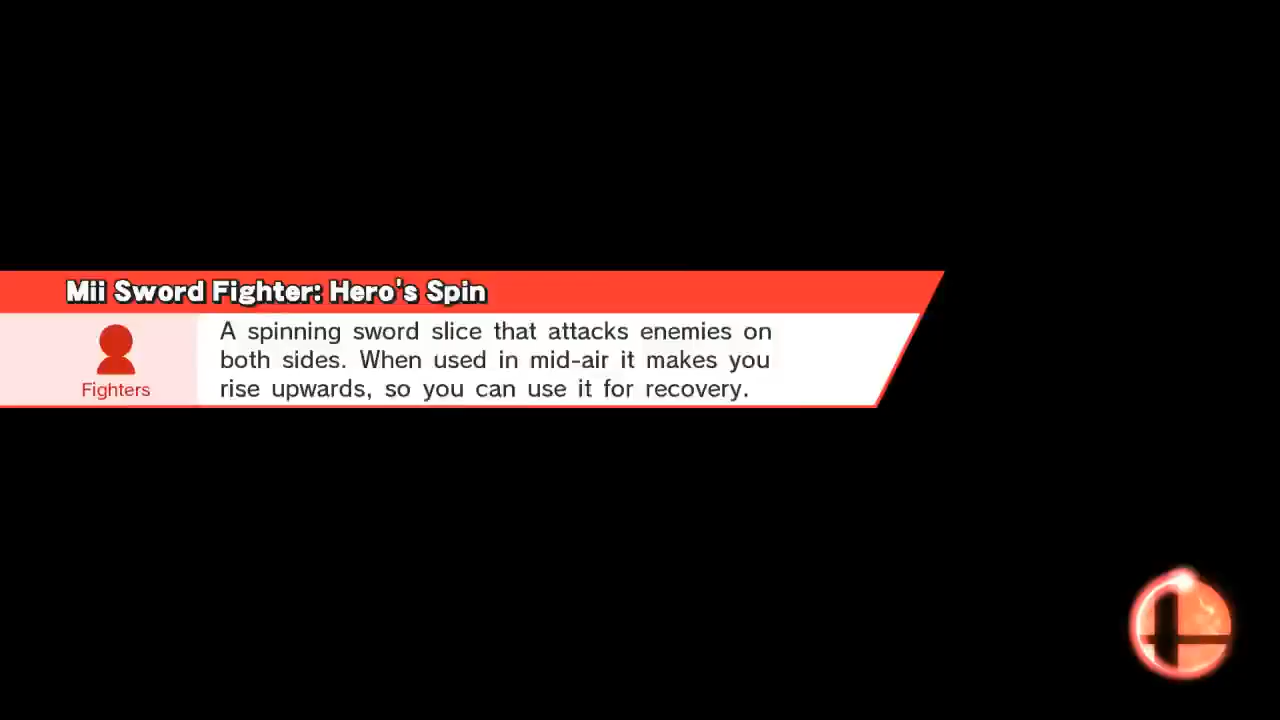 Mii Sword Fighter: Hero's Spin
A spinning sword slice that attacks enemies on
both sides. When used in mid-air it makes you
rise upwards, so you can use it for recovery.
Fighters